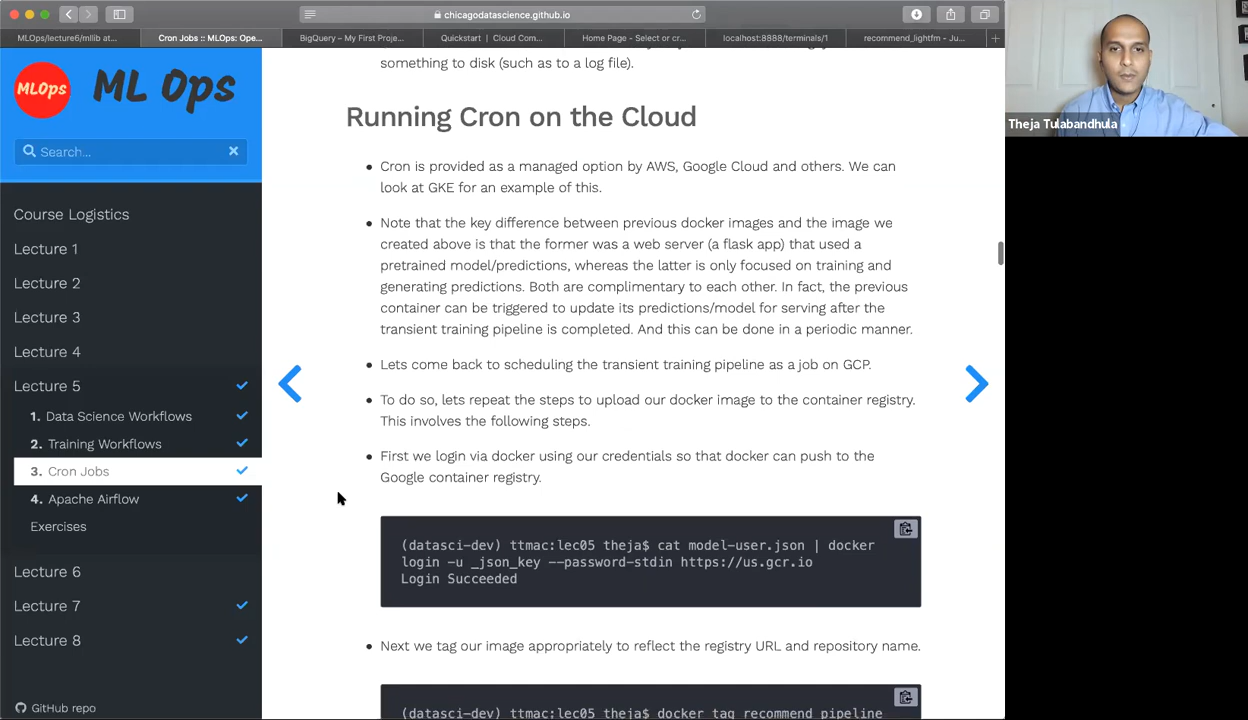 chicagodatascience.github.io
MLOps/lecture6/mllib at...
Cron Jobs :: MLOps: Ope...
BigQuery – My First Proje...
Quickstart | Cloud Com...
Home Page - Select or cr...
localhost:8888/terminals/1
recommend_lightfm - Ju...
MLOps
ML Ops
Search...
Course Logistics
Lecture 1
Lecture 2
Lecture 3
Lecture 4
Lecture 5
1. Data Science Workflows
2. Training Workflows
3. Cron Jobs
4. Apache Airflow
Exercises
Lecture 6
Lecture 7
Lecture 8
GitHub repo
something to disk (such as to a log file).
Running Cron on the Cloud
Cron is provided as a managed option by AWS, Google Cloud and others. We can
look at GKE for an example of this.
Note that the key difference between previous docker images and the image we
created above is that the former was a web server (a flask app) that used a
pretrained model/predictions, whereas the latter is only focused on training and
generating predictions. Both are complimentary to each other. In fact, the previous
container can be triggered to update its predictions/model for serving after the
transient training pipeline is completed. And this can be done in a periodic manner.
Lets come back to scheduling the transient training pipeline as a job on GCP.
To do so, lets repeat the steps to upload our docker image to the container registry.
This involves the following steps.
First we login via docker using our credentials so that docker can push to the
Google container registry.
(datasci-dev) ttmac:lec05 theja$ cat model-user.json | docker
login -u _json_key --password-stdin https://us.gcr.io
Login Succeeded
Next we tag our image appropriately to reflect the registry URL and repository name.
(datasci-dev) ttmac:lec05 theja$ docker tag recommend_pipeline
Theja Tulabandhula